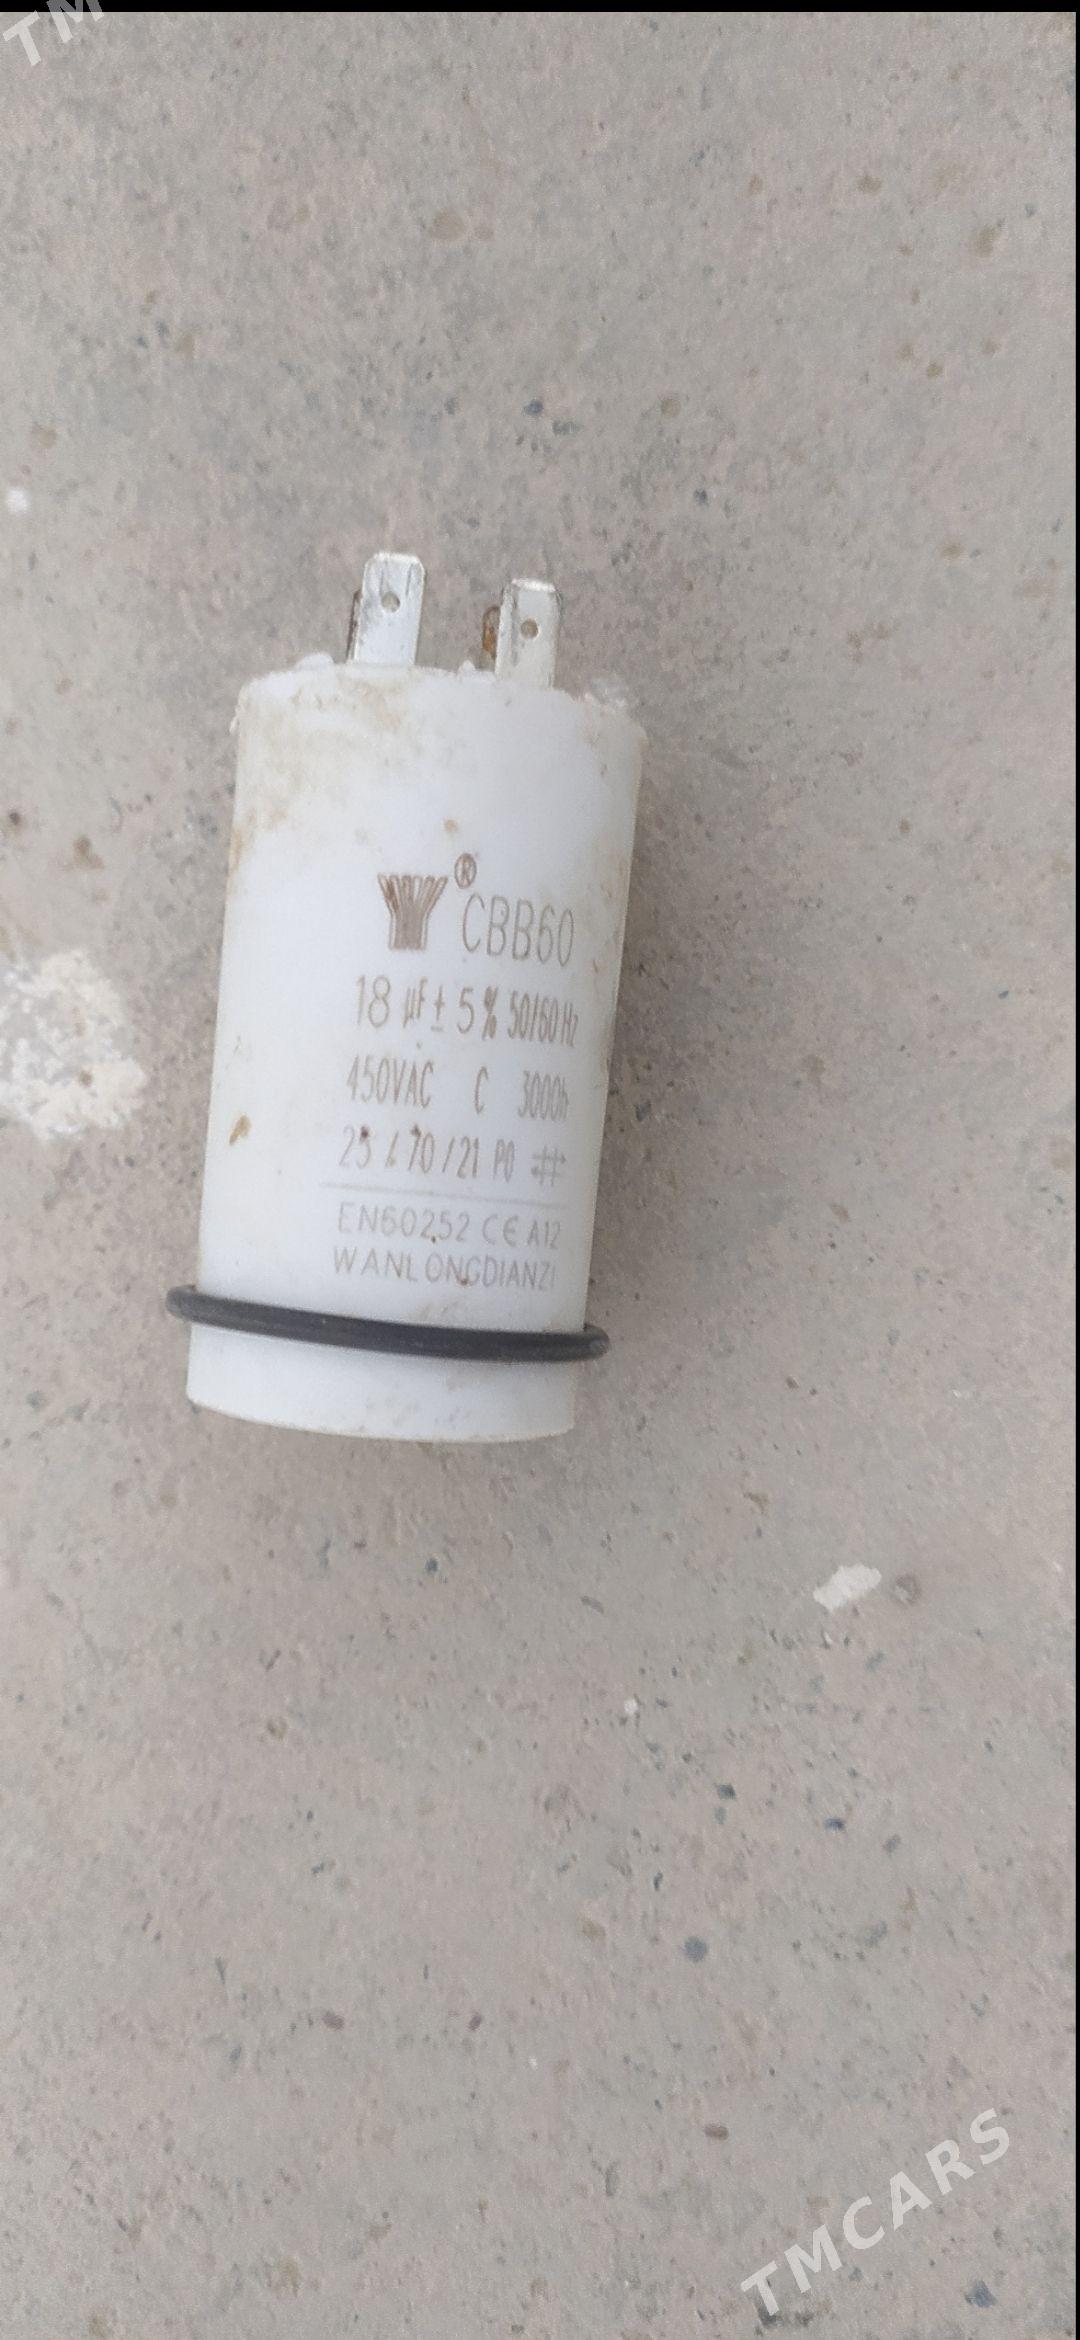 TM
® CBB60
18 µF ± 5 % 50/60 Hz
450VAC C 3000h
25 / 70 / 21 P0
EN60252 CE A12
WANLONGDIANZI
TMCARS